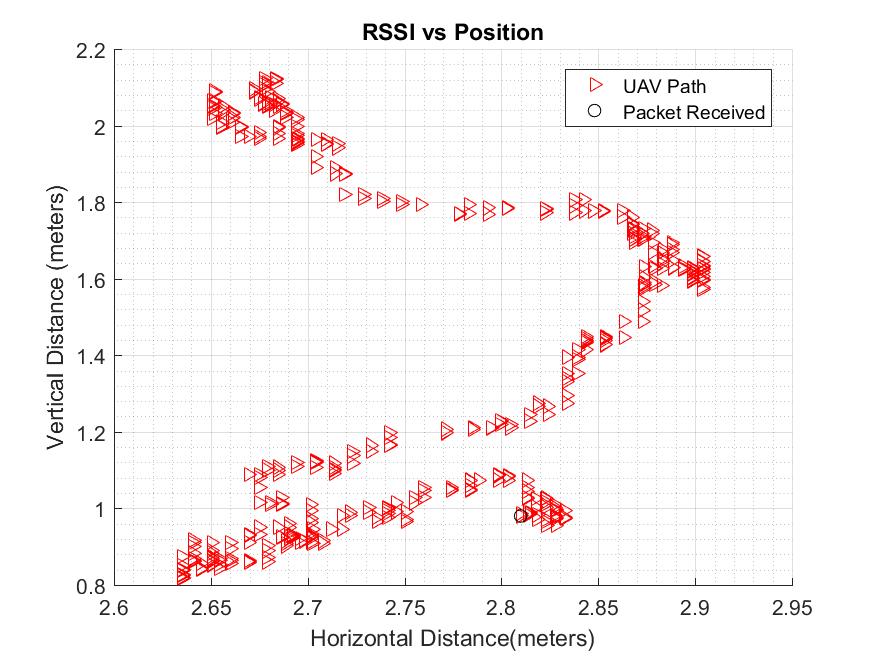 RSSI vs Position
2.2
2
1.8
1.6
1.4
1.2
1
0.8
Vertical Distance (meters)
UAV Path
Packet Received
2.6 2.65 2.7 2.75 2.8 2.85 2.9 2.95
Horizontal Distance(meters)